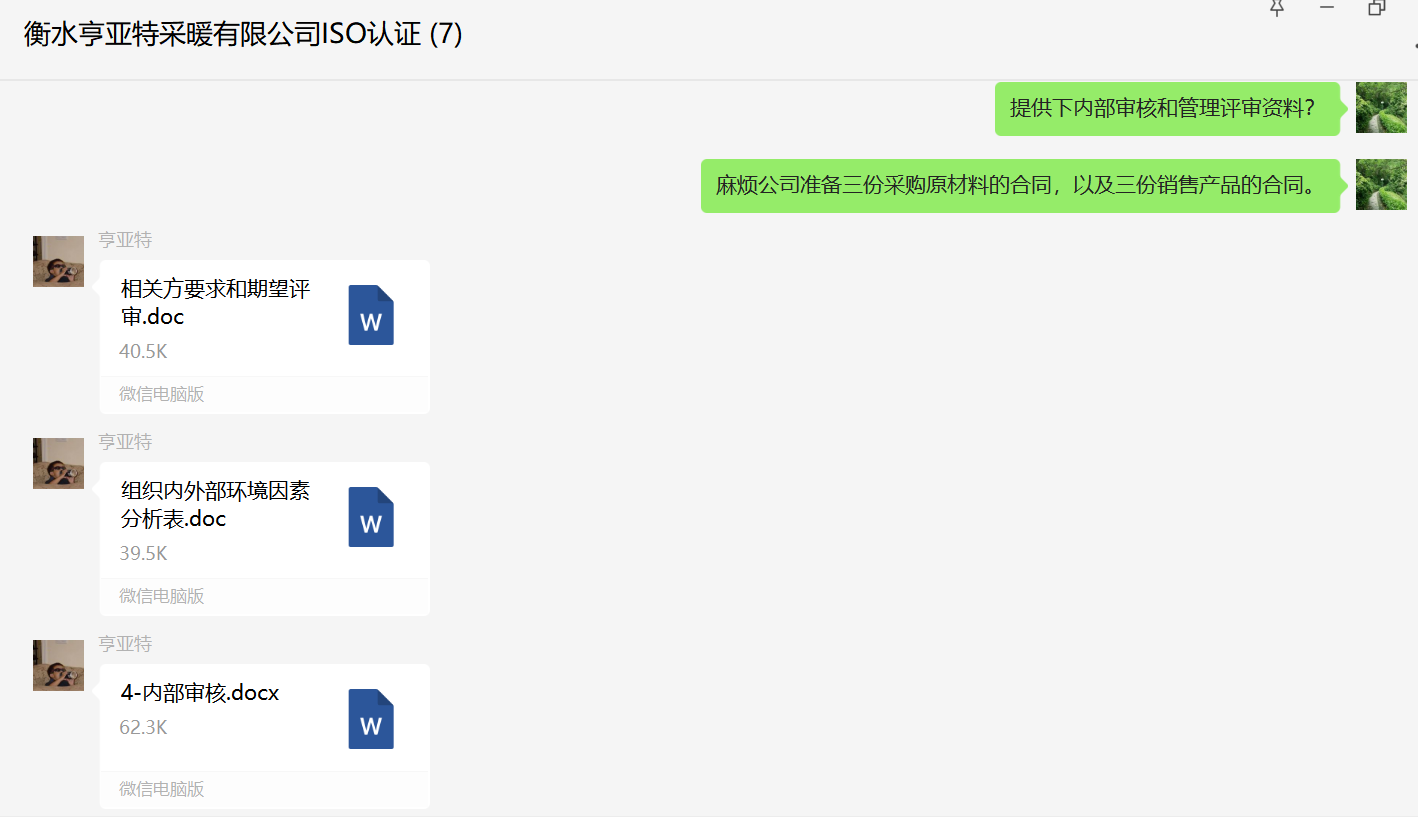 衡水亨亚特采暖有限公司ISO认证 (7)
提供下内部审核和管理评审资料？
麻烦公司准备三份采购原材料的合同，以及三份销售产品的合同。
亨亚特
相关方要求和期望评
审.doc
W
40.5K
微信电脑版
亨亚特
组织内外部环境因素
分析表.doc
W
39.5K
微信电脑版
亨亚特
4-内部审核.docx
W
62.3K
微信电脑版